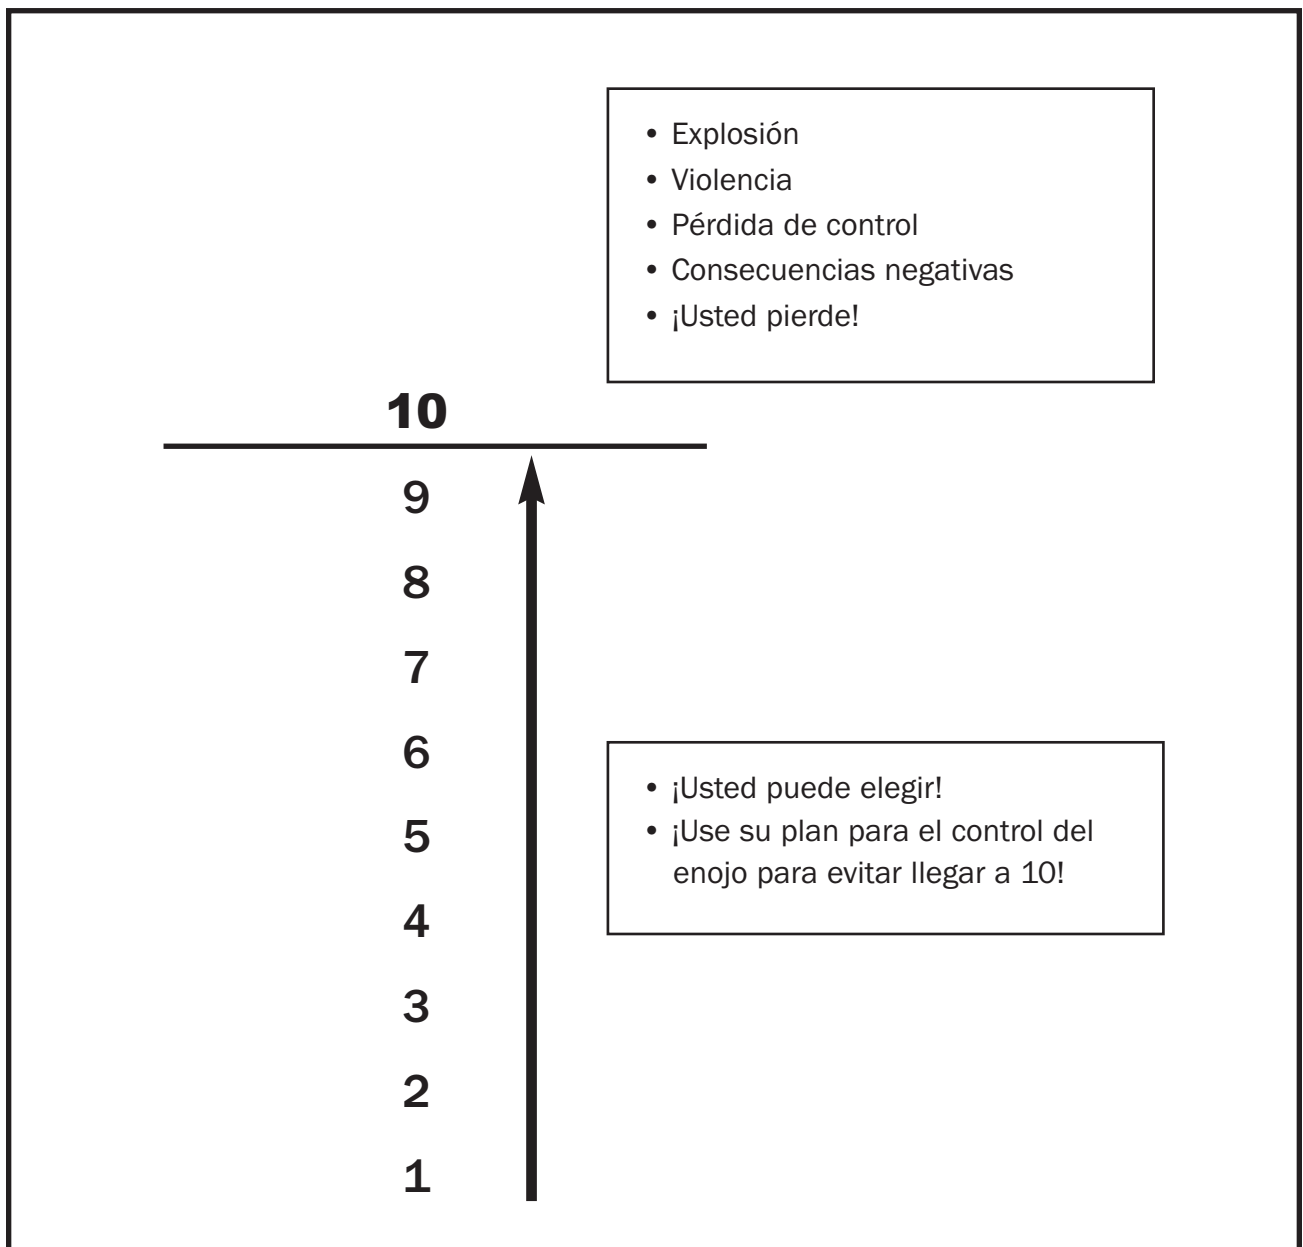 • Explosión
• Violencia
• Pérdida de control
• Consecuencias negativas
• ¡Usted pierde!
10
9
8
7
6
5
4
3
2
1
• ¡Usted puede elegir!
• ¡Use su plan para el control del
enojo para evitar llegar a 10!